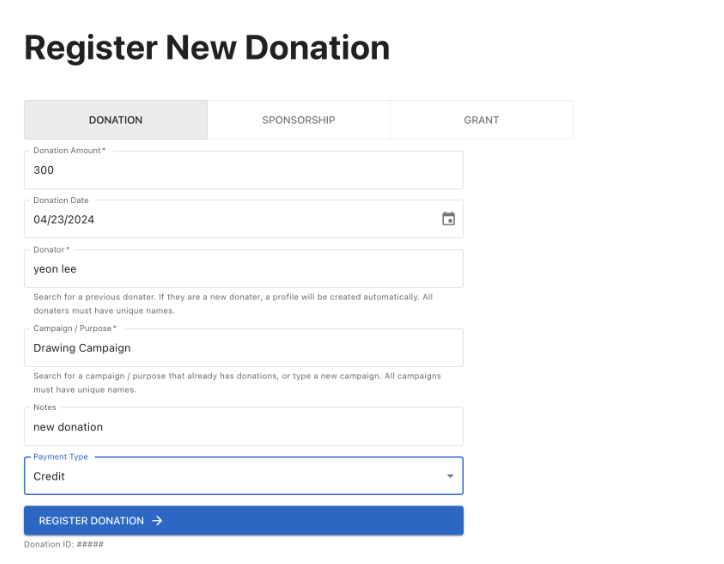 Register New Donation
DONATION
SPONSORSHIP
GRANT
Donation Amount *
300
Donation Date
04/23/2024
Donator *
yeon lee
Search for a previous donater. If they are a new donater, a profile will be created automatically. All
donaters must have unique names.
Campaign / Purpose *
Drawing Campaign
Search for a campaign / purpose that already has donations, or type a new campaign. All campaigns
must have unique names.
Notes
new donation
Payment Type
Credit
REGISTER DONATION →
Donation ID: #####